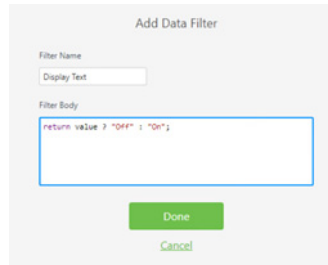 Add Data Filter
Filter Name
Display Text
Filter Body
return value ? "Off" : "On";
Done
Cancel